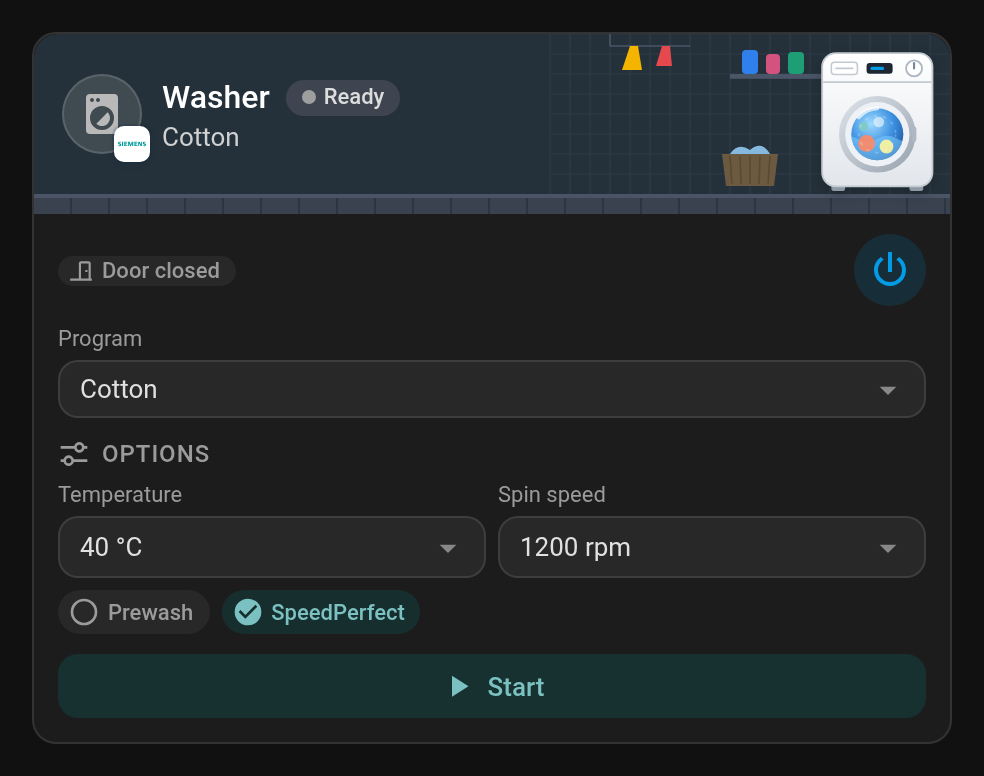 Washer
Ready
SIEMENS
Cotton
Door closed
Program
Cotton
OPTIONS
Temperature
Spin speed
40 °C
1200 rpm
Prewash
SpeedPerfect
Start